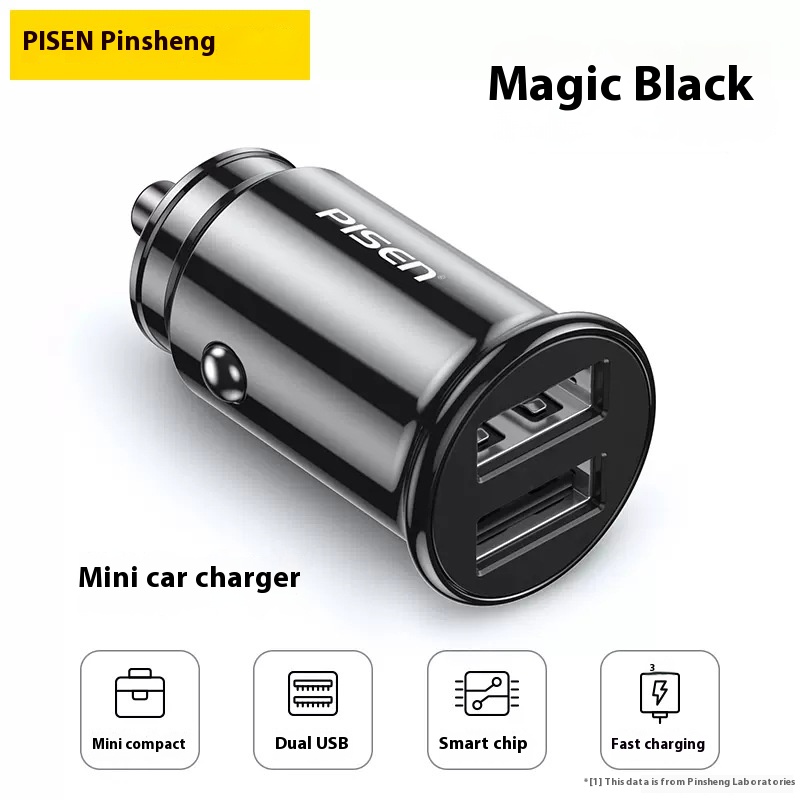 PISEN Pinsheng
Magic Black
PISEN
Mini car charger
Mini compact
Dual USB
Smart chip
3
Fast charging
*[1] This data is from Pinsheng Laboratories